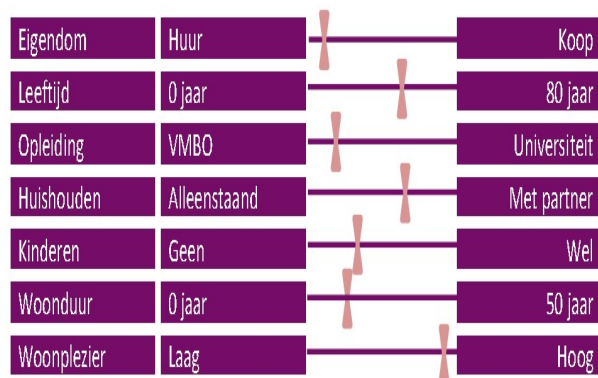 Eigendom Huur Koop
Leeftijd 0 jaar 80 jaar
Opleiding VMBO Universiteit
Huishouden Alleenstaand Met partner
Kinderen Geen Wel
Woonduur 0 jaar 50 jaar
Woonplezier Laag Hoog